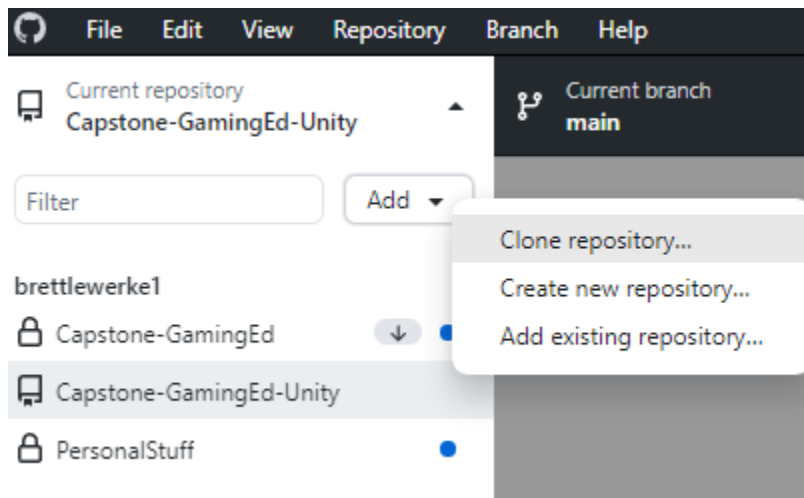 File Edit View Repository Branch Help
Current repository
Capstone-GamingEd-Unity
Current branch
main
Filter
Add
Clone repository...
Create new repository...
Add existing repository...
brettlewerke1
Capstone-GamingEd
Capstone-GamingEd-Unity
PersonalStuff